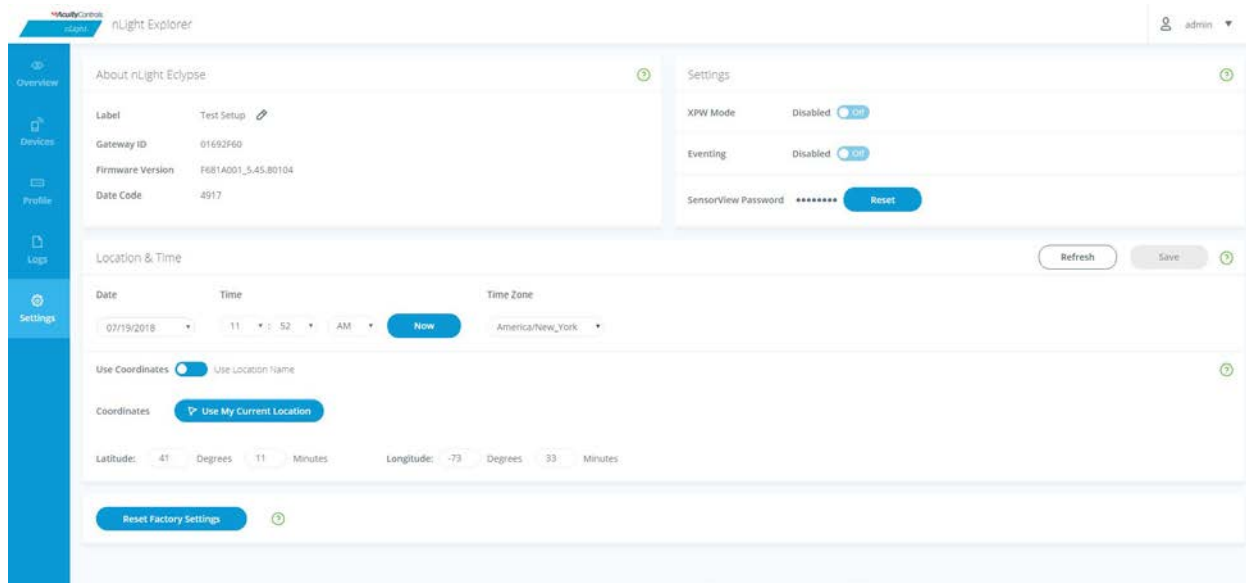 AcuityControls
nLight
nLight Explorer
admin
Overview
Devices
Profile
Logs
Settings
About nLight Eclypse
Label Test Setup
Gateway ID 01692F60
Firmware Version F681A001_5.45.80104
Date Code 4917
Settings
XPW Mode Disabled Off
Eventing Disabled Off
SensorView Password •••••••• Reset
Location & Time Refresh Save
Date Time Time Zone
07/19/2018 11 : 52 AM Now America/New_York
Use Coordinates Use Location Name
Coordinates Use My Current Location
Latitude: 41 Degrees 11 Minutes Longitude: -73 Degrees 33 Minutes
Reset Factory Settings